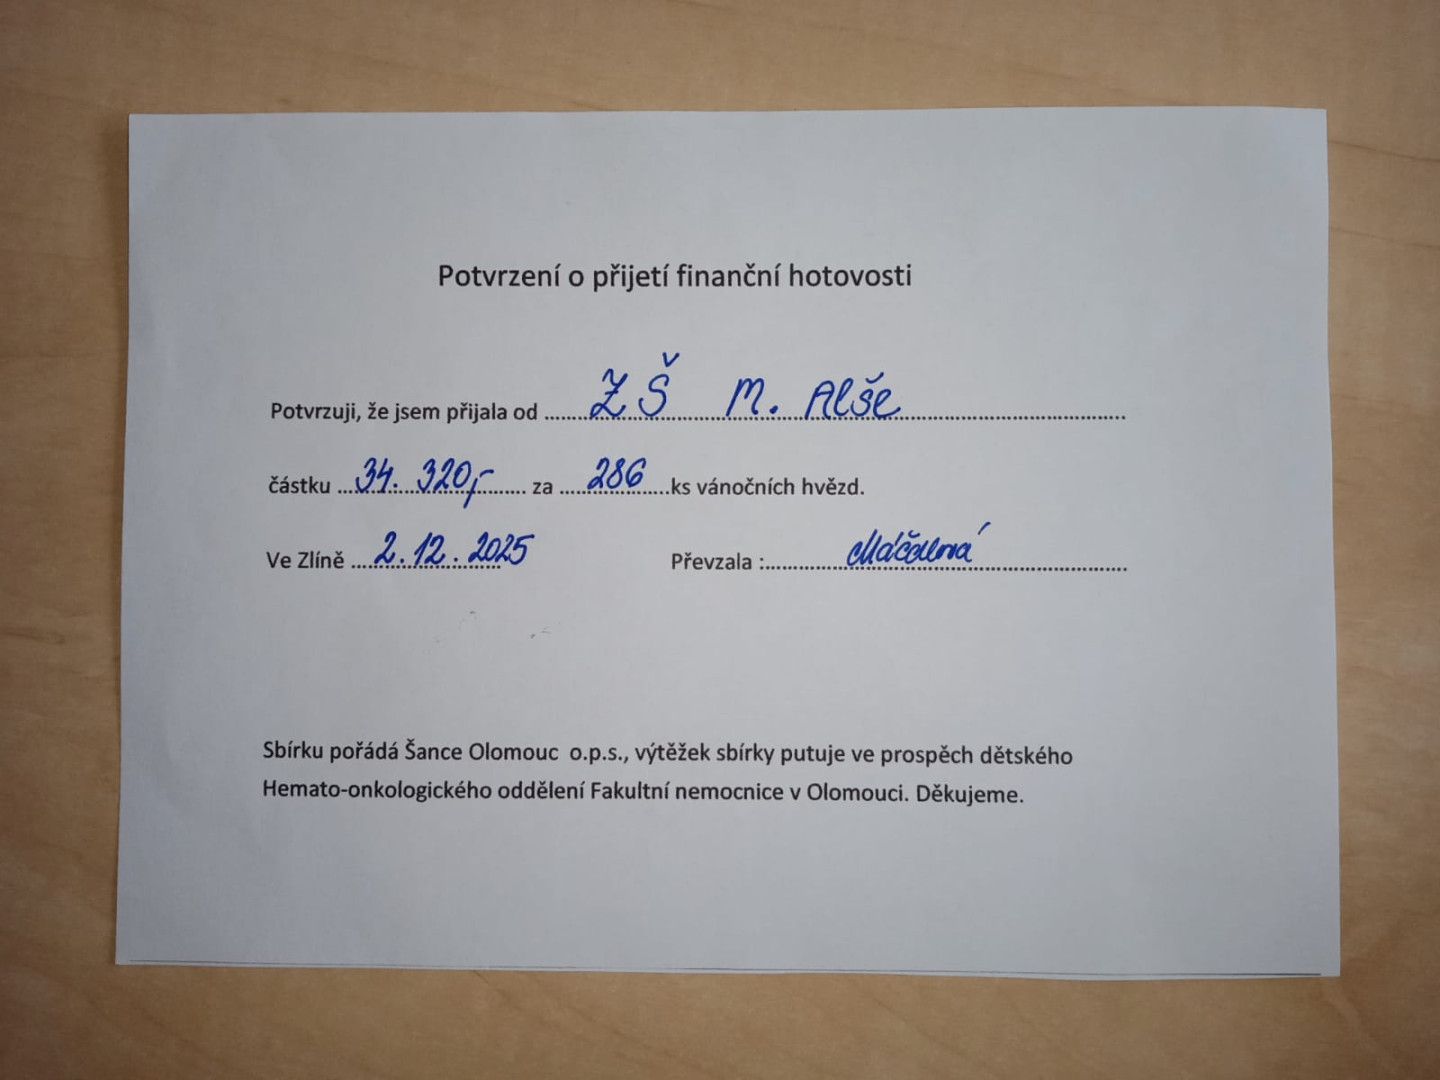 Potvrzení o přijetí finanční hotovosti
Potvrzuji, že jsem přijala od ........ZŠ M. Alše........
částku ...34. 320,-... za ...286...ks vánočních hvězd.
Ve Zlíně ...2.12.2025 Převzala :........
Sbírku pořádá Šance Olomouc o.p.s., výtěžek sbírky putuje ve prospěch dětského
Hemato-onkologického oddělení Fakultní nemocnice v Olomouci. Děkujeme.